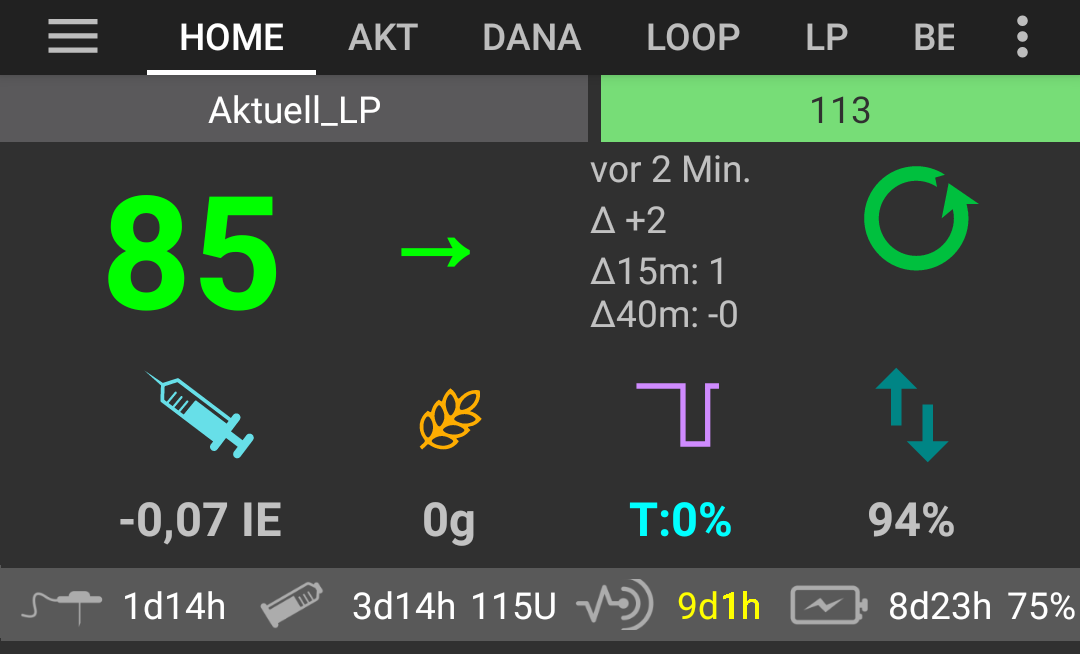 HOME AKT DANA LOOP LP BE
Aktuell_LP 113
85 → vor 2 Min.
Δ +2
Δ15m: 1
Δ40m: -0
-0,07 IE 0g T:0% 94%
1d14h 3d14h 115U 9d1h 8d23h 75%